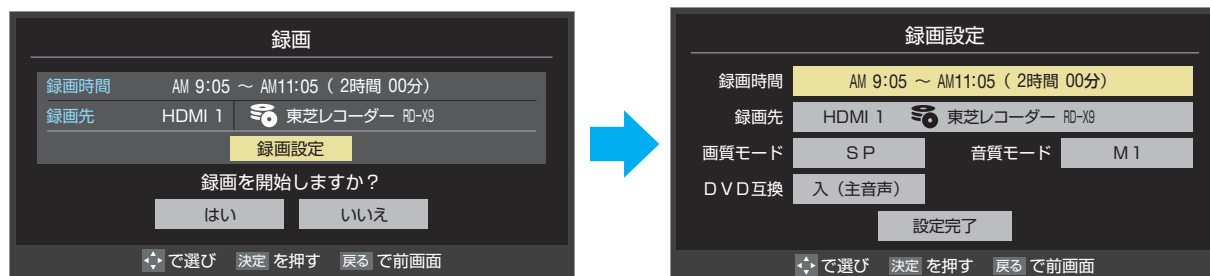 録画
録画時間 AM 9:05 ～ AM11:05 ( 2時間 00分)
録画先 HDMI 1 東芝レコーダー RD-X9
録画設定
録画を開始しますか？
はい いいえ
で選び 決定 を押す 戻る で前画面
録画設定
録画時間 AM 9:05 ～ AM11:05 ( 2時間 00分)
録画先 HDMI 1 東芝レコーダー RD-X9
画質モード SP 音質モード M1
DVD互換 入（主音声）
設定完了
で選び 決定 を押す 戻る で前画面